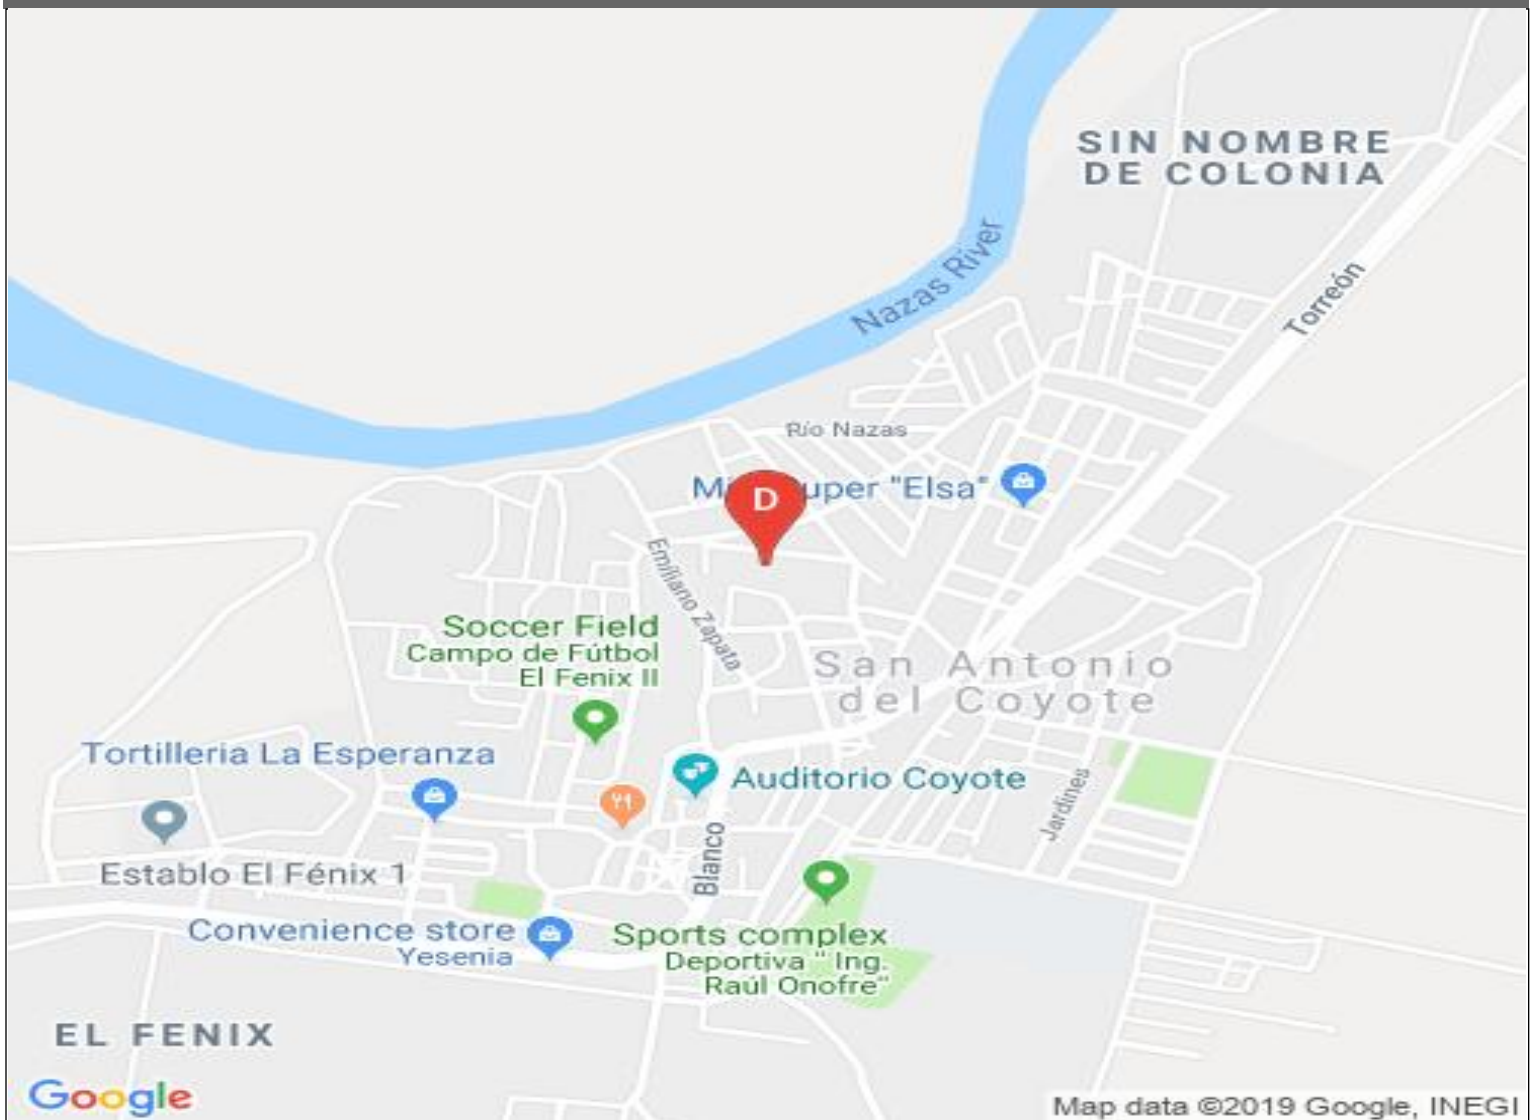 SIN NOMBRE
DE COLONIA
Nazas River
Torreón
Río Nazas
uper "Elsa"
D
Emiliano Zapata
Soccer Field
Campo de Fútbol
El Fenix II
San Antonio
del Coyote
Tortilleria La Esperanza
Auditorio Coyote
Jardines
Blanco
Establo El Fénix 1
Convenience store
Yesenia
Sports complex
Deportiva " Ing.
Raúl Onofre"
EL FENIX
Google
Map data ©2019 Google, INEGI